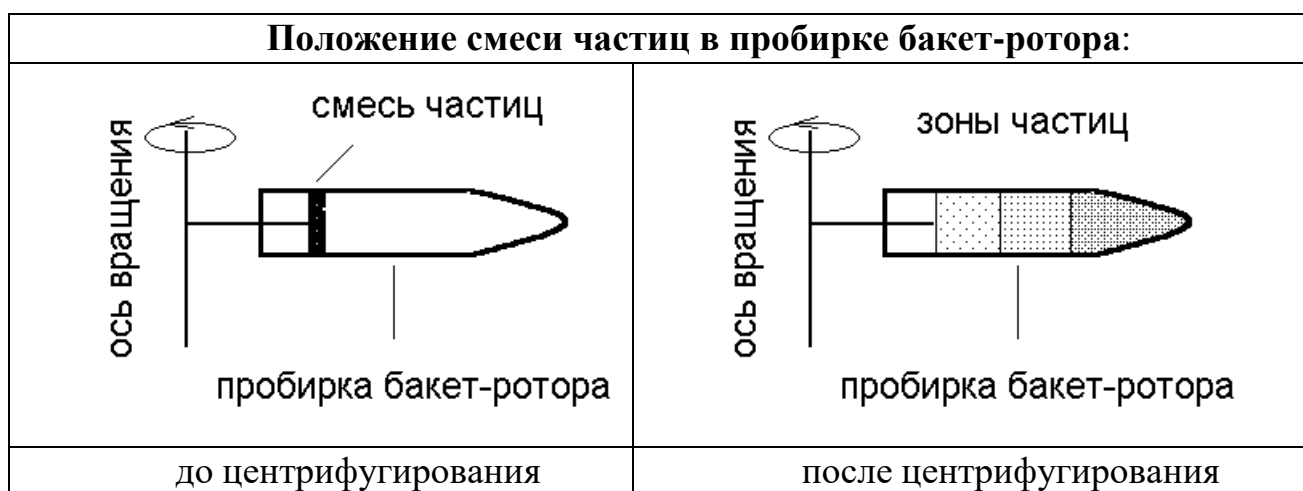 Положение смеси частиц в пробирке бакет-ротора:
смесь частиц
ось вращения
пробирка бакет-ротора
зоны частиц
ось вращения
пробирка бакет-ротора
до центрифугирования
после центрифугирования